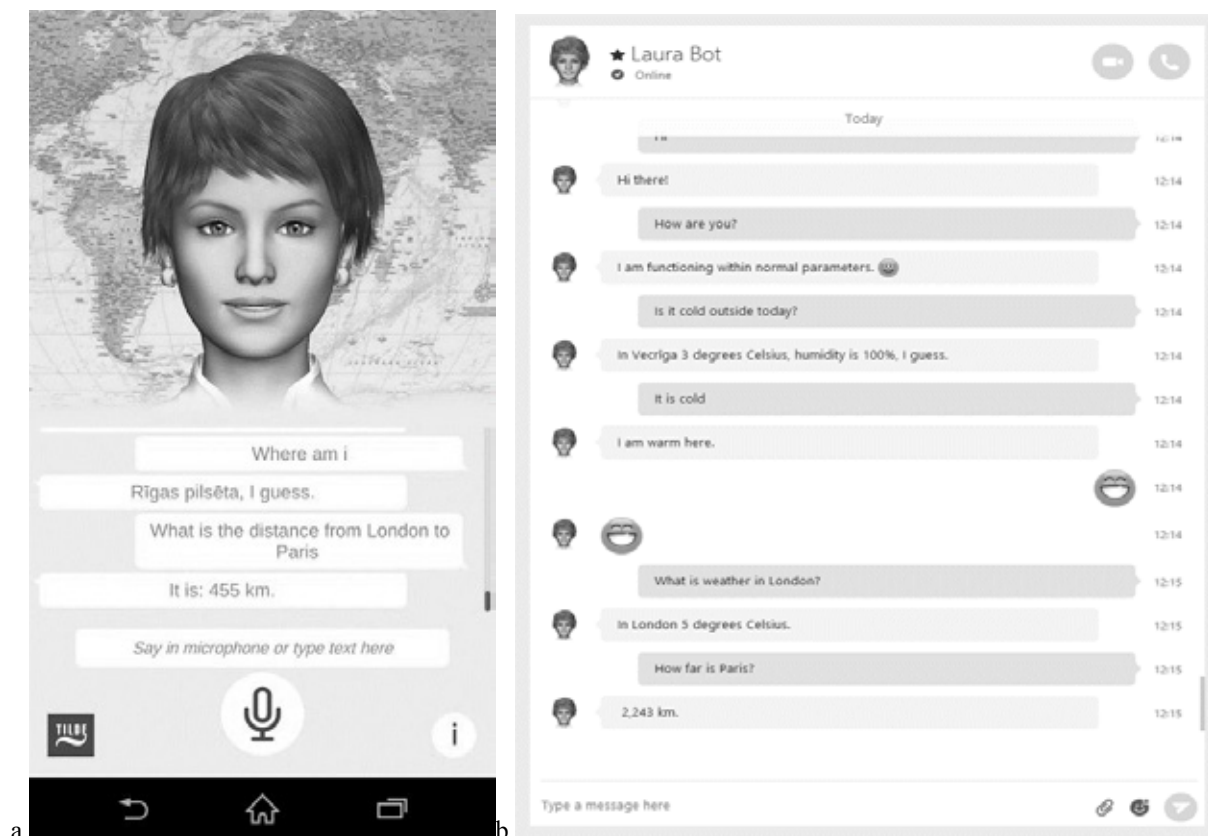 Where am i
Rīgas pilsēta, I guess.
What is the distance from London to
Paris
It is: 455 km.
Say in microphone or type text here
TILDE
i
a
★ Laura Bot
Online
Today
Hi 12:14
Hi there! 12:14
How are you? 12:14
I am functioning within normal parameters. 12:14
Is it cold outside today? 12:14
In Vecrīga 3 degrees Celsius, humidity is 100%, I guess. 12:14
It is cold 12:14
I am warm here. 12:14
12:14
12:14
What is weather in London? 12:15
In London 5 degrees Celsius. 12:15
How far is Paris? 12:15
2,243 km. 12:15
Type a message here
b